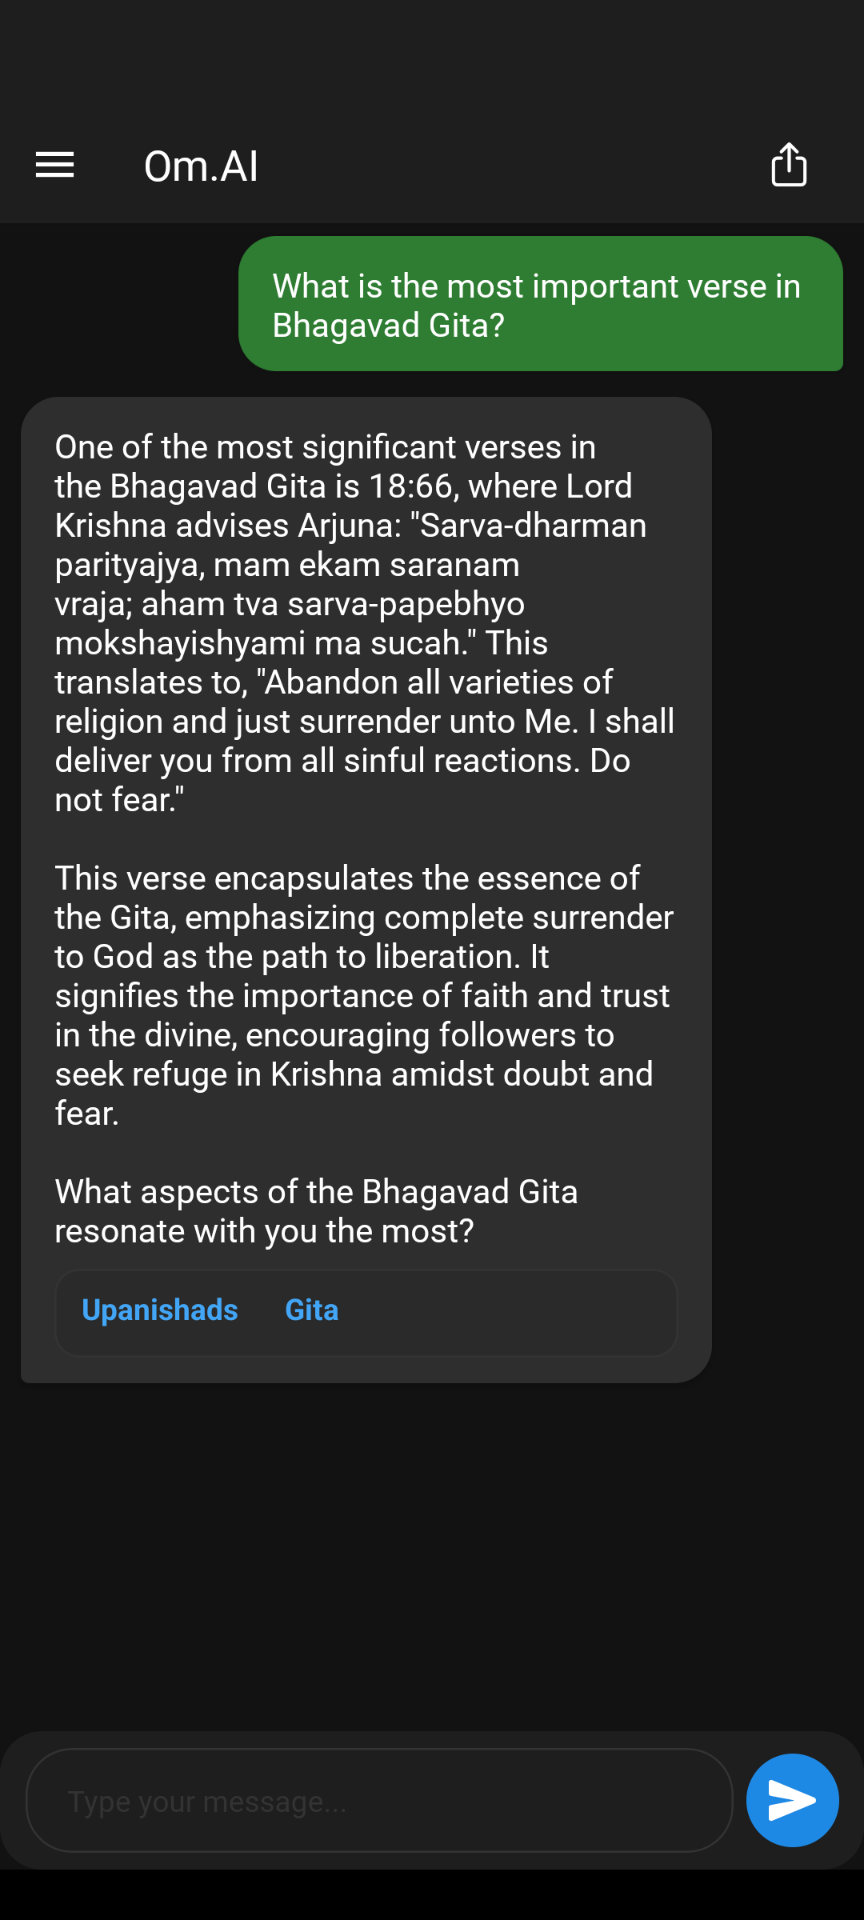 Om.AI
What is the most important verse in
Bhagavad Gita?
One of the most significant verses in
the Bhagavad Gita is 18:66, where Lord
Krishna advises Arjuna: "Sarva-dharman
parityajya, mam ekam saranam
vraja; aham tva sarva-papebhyo
mokshayishyami ma sucah." This
translates to, "Abandon all varieties of
religion and just surrender unto Me. I shall
deliver you from all sinful reactions. Do
not fear."
This verse encapsulates the essence of
the Gita, emphasizing complete surrender
to God as the path to liberation. It
signifies the importance of faith and trust
in the divine, encouraging followers to
seek refuge in Krishna amidst doubt and
fear.
What aspects of the Bhagavad Gita
resonate with you the most?
Upanishads Gita
Type your message...